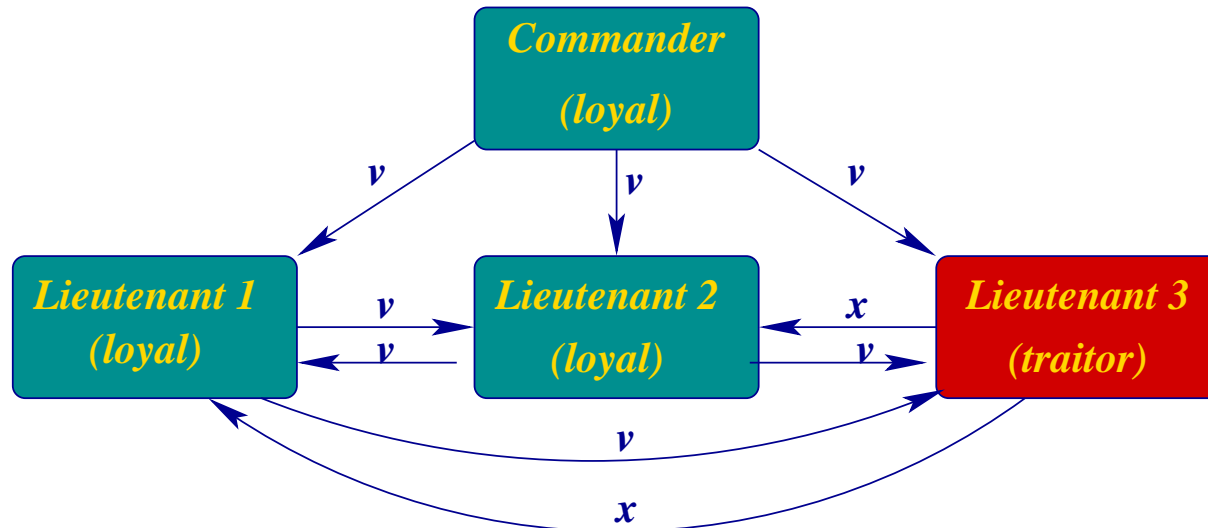 Commander
(loyal)
v
v
v
Lieutenant 1
(loyal)
v
v
Lieutenant 2
(loyal)
x
v
Lieutenant 3
(traitor)
v
x